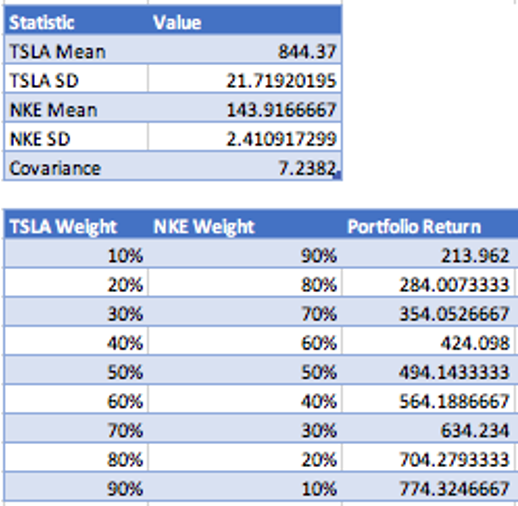 Statistic Value
TSLA Mean 844.37
TSLA SD 21.71920195
NKE Mean 143.9166667
NKE SD 2.410917299
Covariance 7.2382
TSLA Weight NKE Weight Portfolio Return
10% 90% 213.962
20% 80% 284.0073333
30% 70% 354.0526667
40% 60% 424.098
50% 50% 494.1433333
60% 40% 564.1886667
70% 30% 634.234
80% 20% 704.2793333
90% 10% 774.3246667